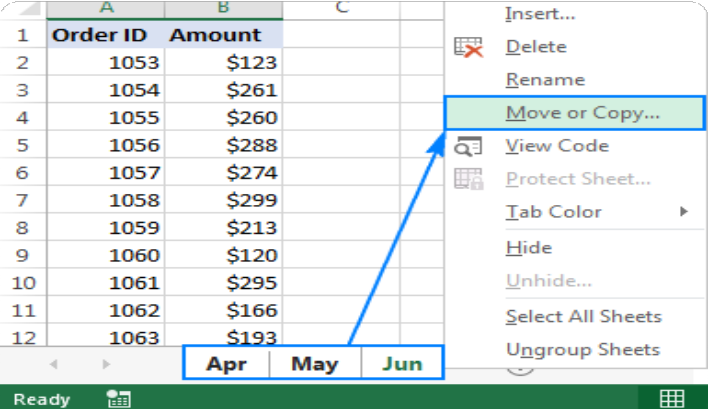 A B C
1 Order ID Amount
2 1053 $123
3 1054 $261
4 1055 $260
5 1056 $288
6 1057 $274
7 1058 $299
8 1059 $213
9 1060 $120
10 1061 $295
11 1062 $166
12 1063 $193
Apr May Jun
Ready
Insert...
Delete
Rename
Move or Copy...
View Code
Protect Sheet...
Tab Color
Hide
Unhide...
Select All Sheets
Ungroup Sheets